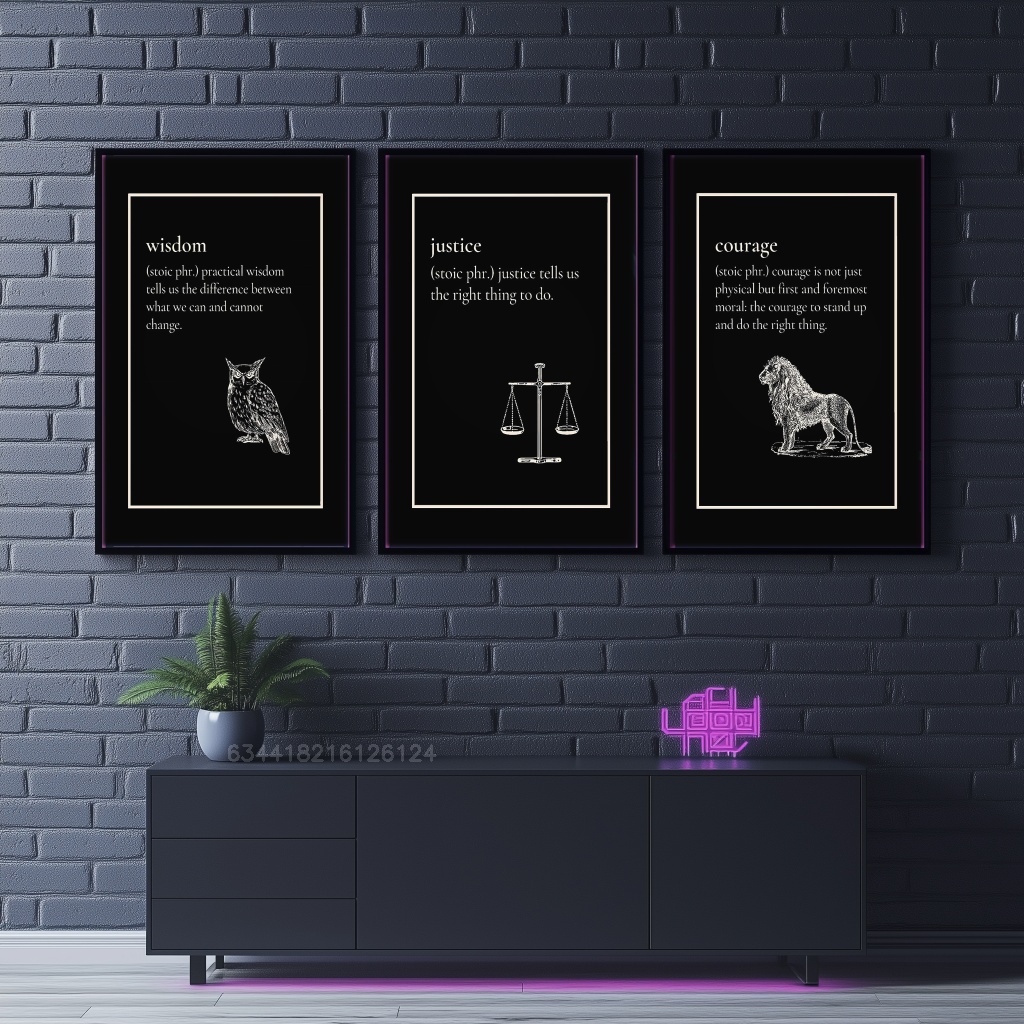 wisdom
(stoic phr.) practical wisdom
tells us the difference between
what we can and cannot
change.
justice
(stoic phr.) justice tells us
the right thing to do.
courage
(stoic phr.) courage is not just
physical but first and foremost
moral: the courage to stand up
and do the right thing.
634418216126124